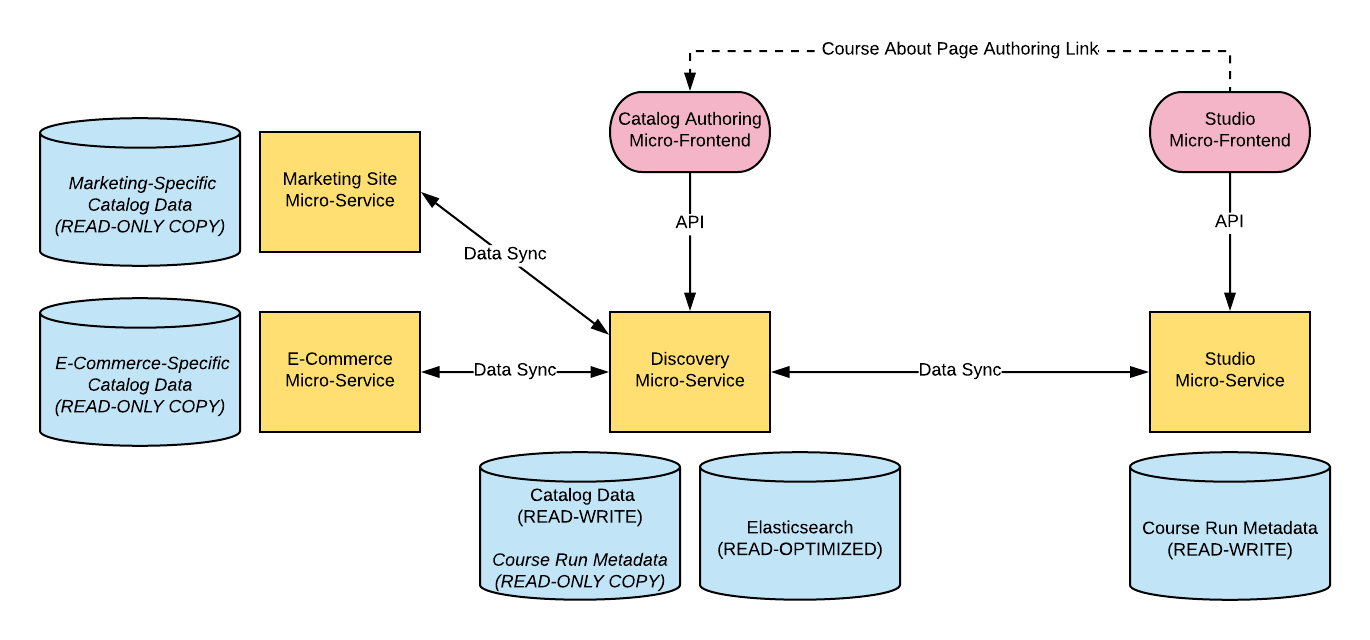 Course About Page Authoring Link
Catalog Authoring
Micro-Frontend
Studio
Micro-Frontend
Marketing-Specific
Catalog Data
(READ-ONLY COPY)
Marketing Site
Micro-Service
API
API
Data Sync
E-Commerce-Specific
Catalog Data
(READ-ONLY COPY)
E-Commerce
Micro-Service
Data Sync
Discovery
Micro-Service
Data Sync
Studio
Micro-Service
Catalog Data
(READ-WRITE)
Course Run Metadata
(READ-ONLY COPY)
Elasticsearch
(READ-OPTIMIZED)
Course Run Metadata
(READ-WRITE)